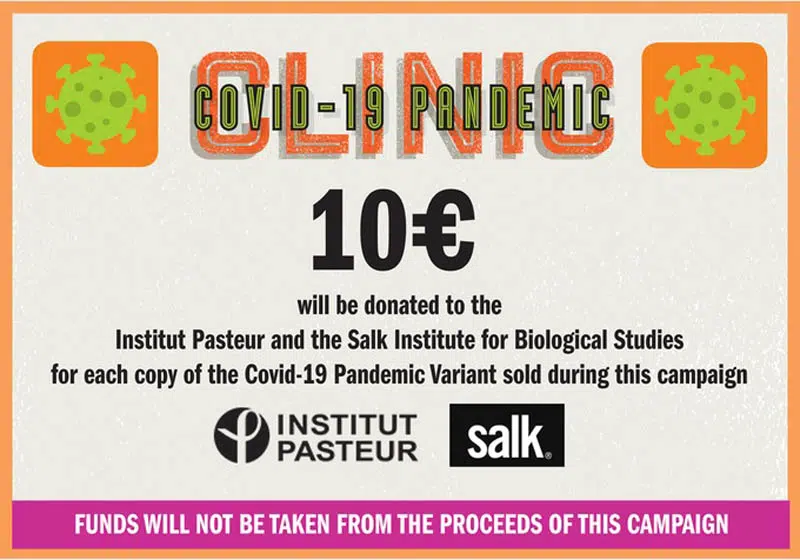 CLINIC
COVID-19 PANDEMIC
10€
will be donated to the
Institut Pasteur and the Salk Institute for Biological Studies
for each copy of the Covid-19 Pandemic Variant sold during this campaign
INSTITUT
PASTEUR
salk®
FUNDS WILL NOT BE TAKEN FROM THE PROCEEDS OF THIS CAMPAIGN